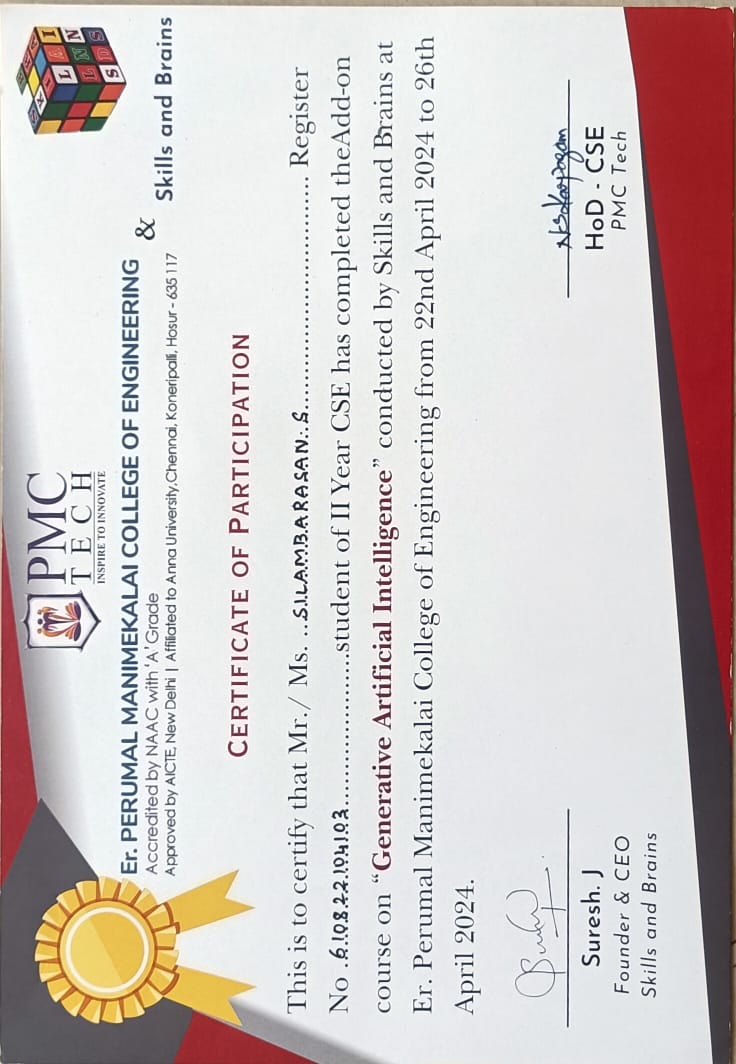 PMC
TECH
INSPIRE TO INNOVATE
Er. PERUMAL MANIMEKALAI COLLEGE OF ENGINEERING
Accredited by NAAC with 'A' Grade
Approved by AICTE, New Delhi | Affiliated to Anna University,Chennai, Koneripalli, Hosur - 635 117
&
Skills and Brains
CERTIFICATE OF PARTICIPATION
This is to certify that Mr./ Ms. ..SILAMBARASAN. S.............................. Register
No .610822104103......................student of II Year CSE has completed theAdd-on
course on “Generative Artificial Intelligence” conducted by Skills and Brains at
Er. Perumal Manimekalai College of Engineering from 22nd April 2024 to 26th
April 2024.
Suresh. J
Founder & CEO
Skills and Brains
HoD - CSE
PMC Tech